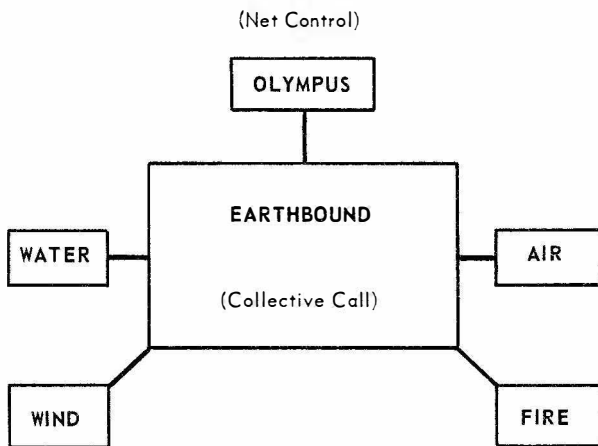 (Net Control)
OLYMPUS
EARTHBOUND
WATER
AIR
(Collective Call)
WIND
FIRE